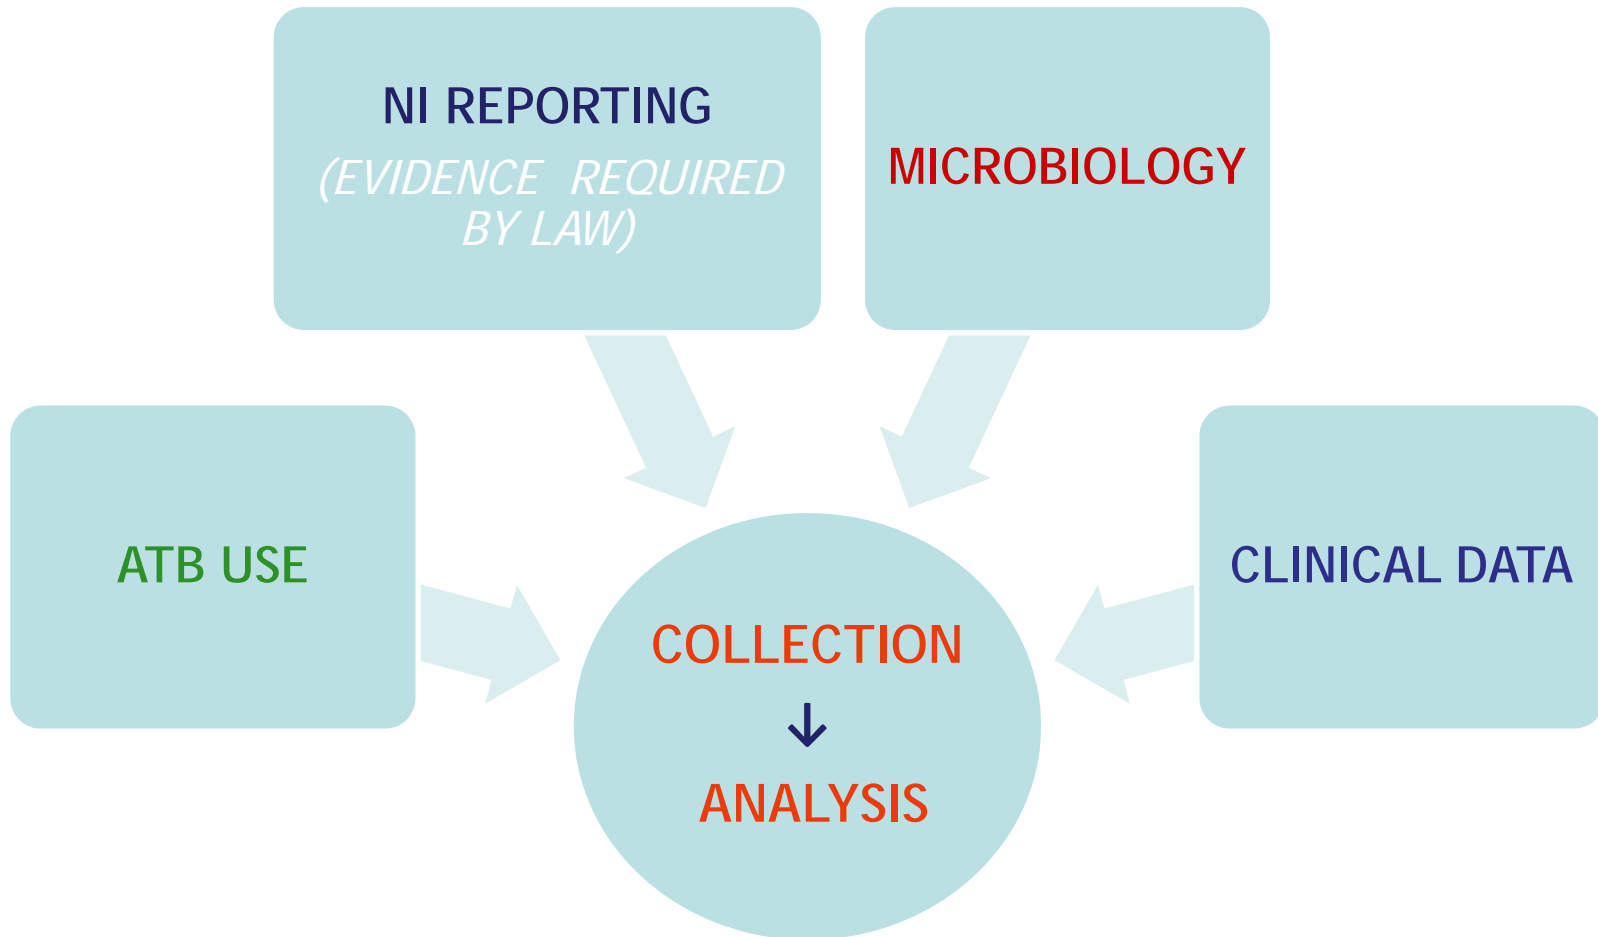 NI REPORTING
(EVIDENCE REQUIRED
BY LAW)
MICROBIOLOGY
ATB USE
CLINICAL DATA
COLLECTION
↓
ANALYSIS